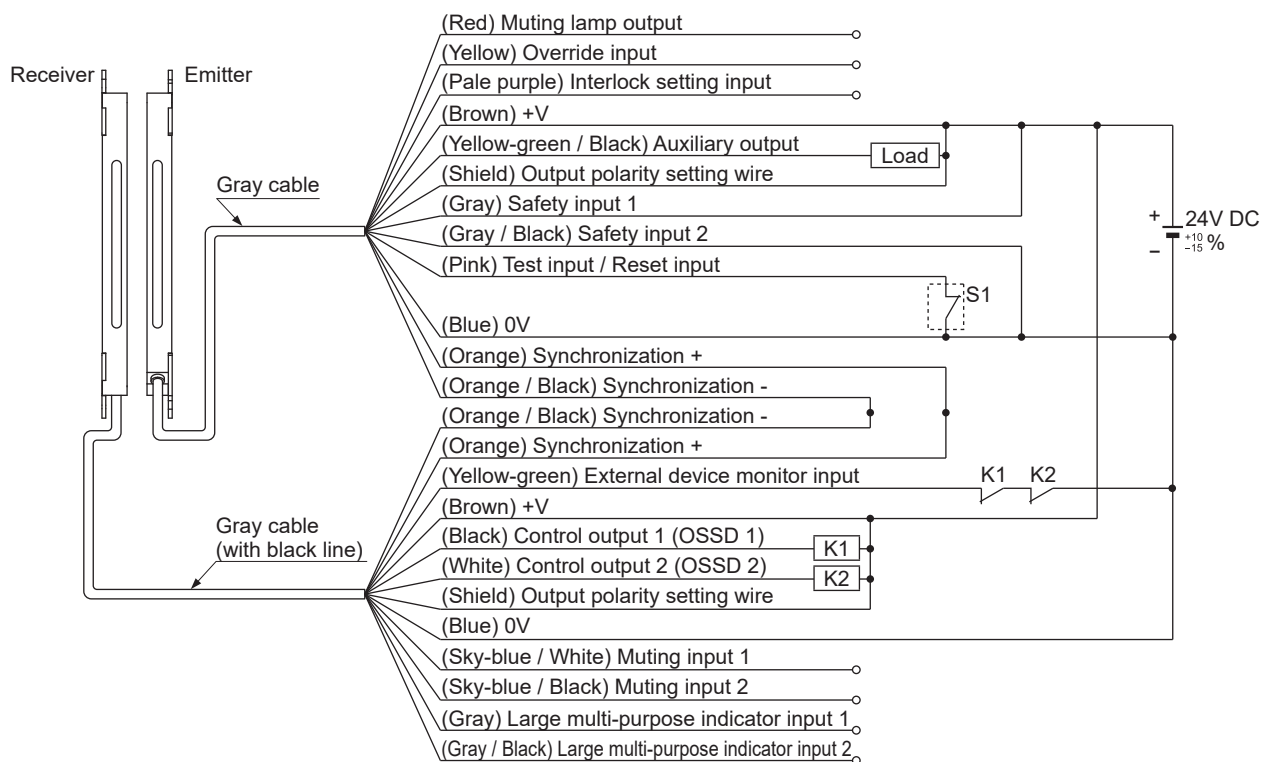 (Red) Muting lamp output
(Yellow) Override input
Receiver
Emitter
(Pale purple) Interlock setting input
(Brown) +V
(Yellow-green / Black) Auxiliary output
Load
(Shield) Output polarity setting wire
Gray cable
(Gray) Safety input 1
+
24V DC
(Gray / Black) Safety input 2
+10
-15 %
−
(Pink) Test input / Reset input
S1
(Blue) 0V
(Orange) Synchronization +
(Orange / Black) Synchronization -
(Orange / Black) Synchronization -
(Orange) Synchronization +
(Yellow-green) External device monitor input
K1
K2
(Brown) +V
Gray cable
(with black line)
(Black) Control output 1 (OSSD 1)
K1
(White) Control output 2 (OSSD 2)
K2
(Shield) Output polarity setting wire
(Blue) 0V
(Sky-blue / White) Muting input 1
(Sky-blue / Black) Muting input 2
(Gray) Large multi-purpose indicator input 1
(Gray / Black) Large multi-purpose indicator input 2